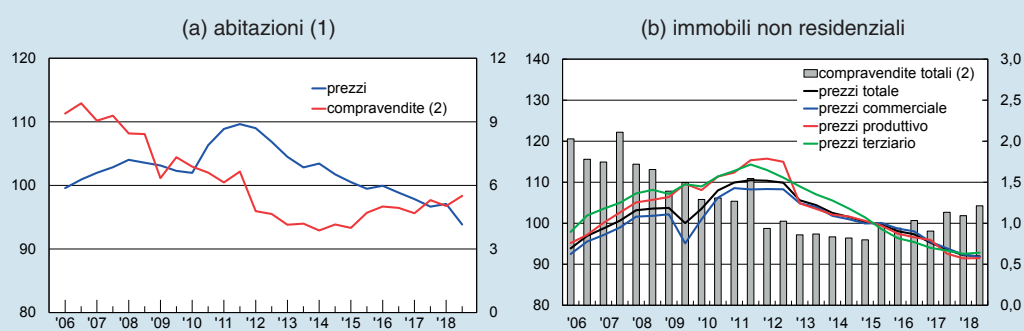 (a) abitazioni (1)
120
110
100
90
80
12
9
6
3
0
prezzi
compravendite (2)
'06 '07 '08 '09 '10 '11 '12 '13 '14 '15 '16 '17 '18
(b) immobili non residenziali
140
130
120
110
100
90
80
3,0
2,5
2,0
1,5
1,0
0,5
0,0
compravendite totali (2)
prezzi totale
prezzi commerciale
prezzi produttivo
prezzi terziario
'06 '07 '08 '09 '10 '11 '12 '13 '14 '15 '16 '17 '18